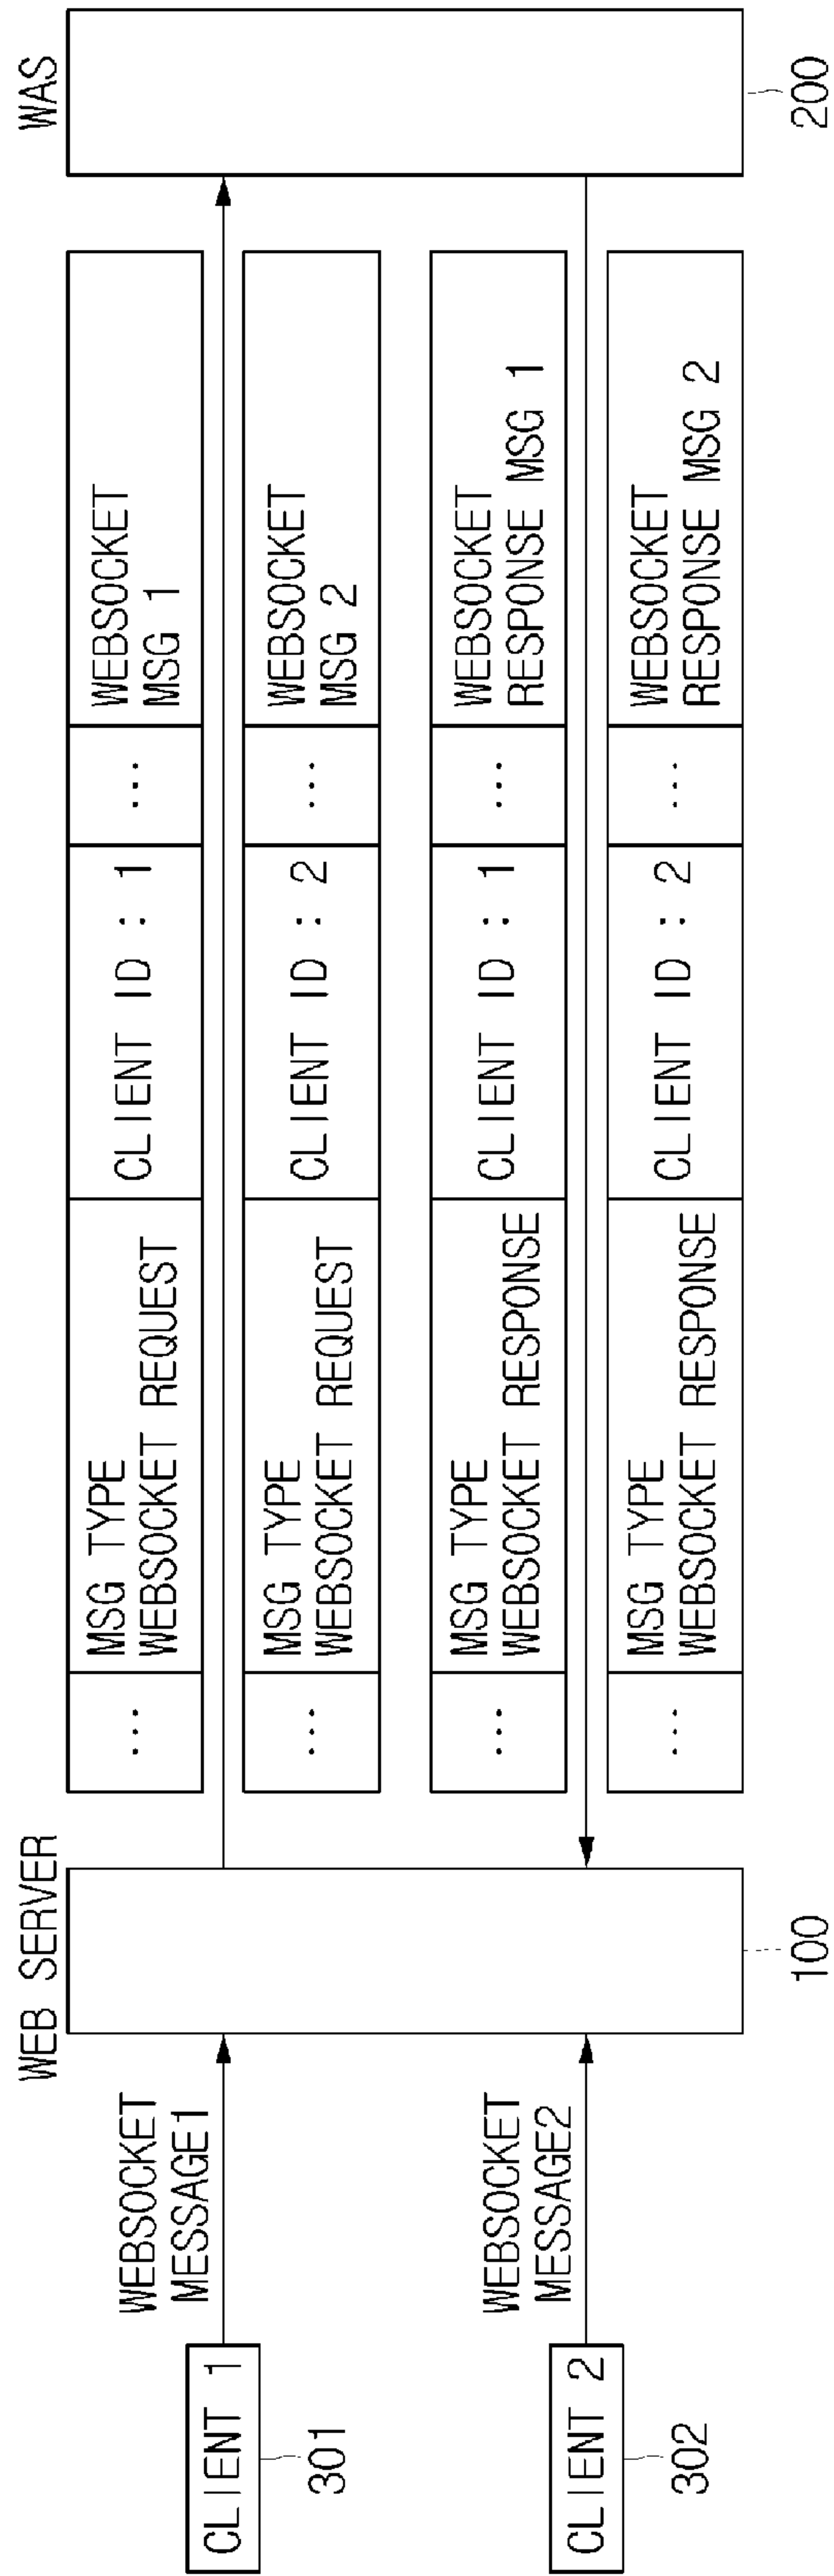 WEB SERVER
WAS
CLIENT 1
301
WEBSOCKET
MESSAGE1
...
MSG TYPE
WEBSOCKET REQUEST
CLIENT ID : 1
...
WEBSOCKET
MSG 1
...
MSG TYPE
WEBSOCKET REQUEST
CLIENT ID : 2
...
WEBSOCKET
MSG 2
CLIENT 2
302
WEBSOCKET
MESSAGE2
...
MSG TYPE
WEBSOCKET RESPONSE
CLIENT ID : 1
...
WEBSOCKET
RESPONSE MSG 1
...
MSG TYPE
WEBSOCKET RESPONSE
CLIENT ID : 2
...
WEBSOCKET
RESPONSE MSG 2
100
200